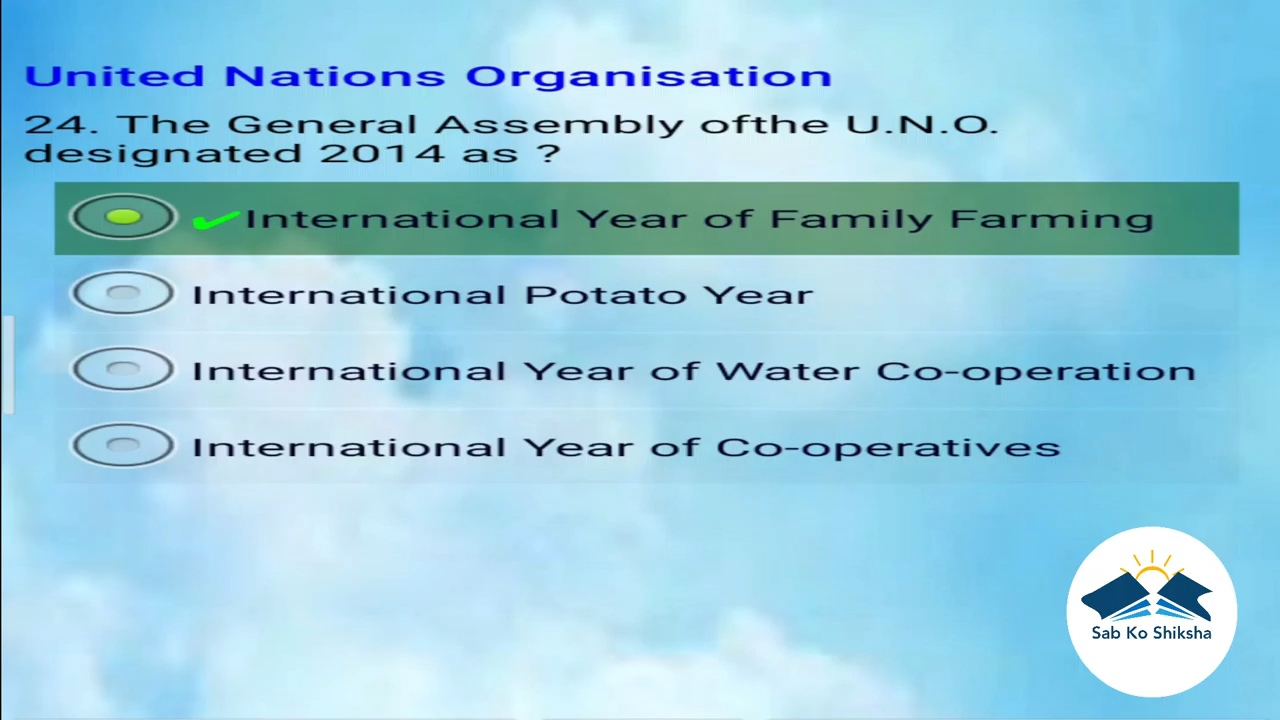 United Nations Organisation
24. The General Assembly ofthe U.N.O.
designated 2014 as ?
✔International Year of Family Farming
International Potato Year
International Year of Water Co-operation
International Year of Co-operatives
Sab Ko Shiksha